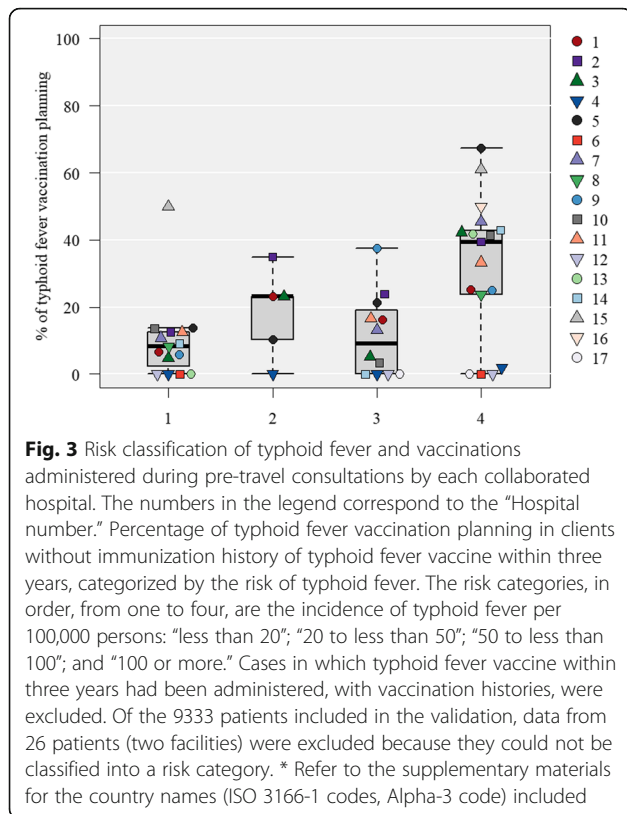 % of typhoid fever vaccination planning
100
80
60
40
20
0
1
2
3
4
1
2
3
4
5
6
7
8
9
10
11
12
13
14
15
16
17
Fig. 3 Risk classification of typhoid fever and vaccinations
administered during pre-travel consultations by each collaborated
hospital. The numbers in the legend correspond to the “Hospital
number.” Percentage of typhoid fever vaccination planning in clients
without immunization history of typhoid fever vaccine within three
years, categorized by the risk of typhoid fever. The risk categories, in
order, from one to four, are the incidence of typhoid fever per
100,000 persons: “less than 20”; “20 to less than 50”; “50 to less than
100”; and “100 or more.” Cases in which typhoid fever vaccine within
three years had been administered, with vaccination histories, were
excluded. Of the 9333 patients included in the validation, data from
26 patients (two facilities) were excluded because they could not be
classified into a risk category. * Refer to the supplementary materials
for the country names (ISO 3166-1 codes, Alpha-3 code) included